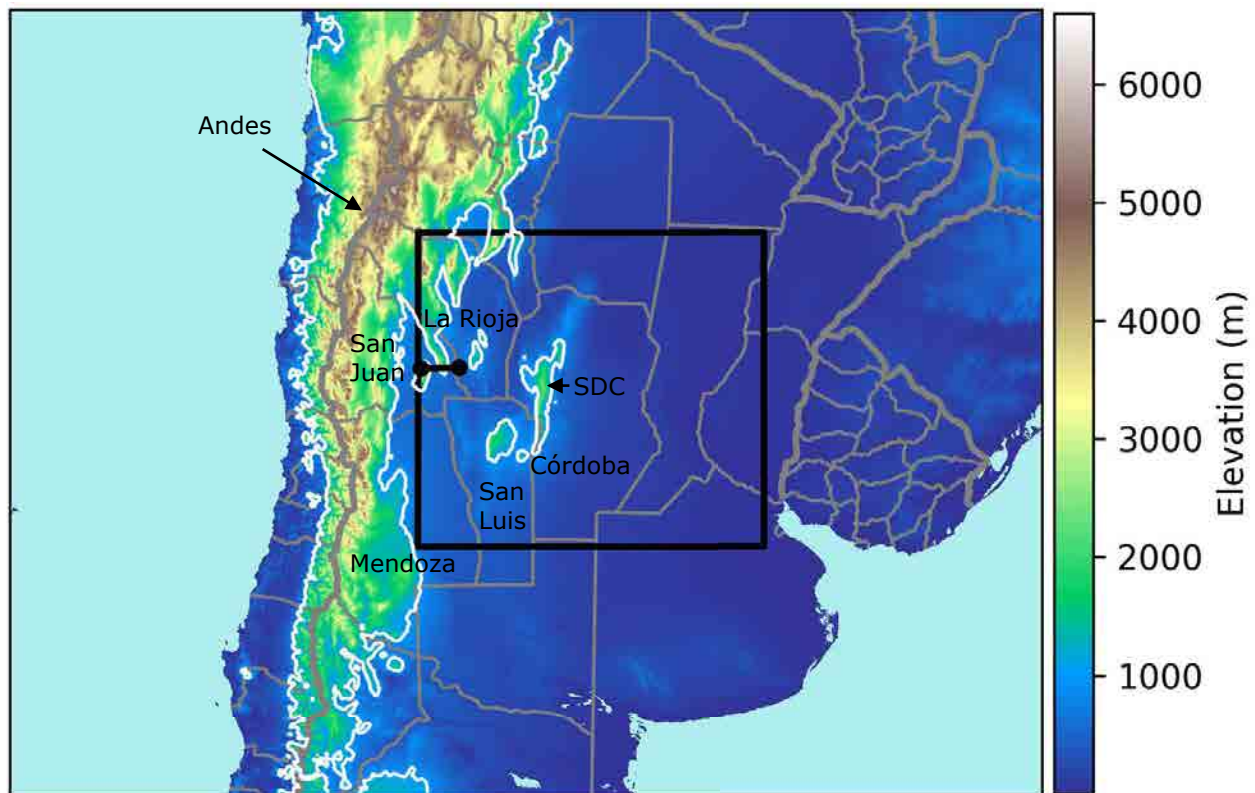 Andes
La Rioja
San
Juan
SDC
Córdoba
San
Luis
Mendoza
6000
5000
4000
3000
2000
1000
Elevation (m)